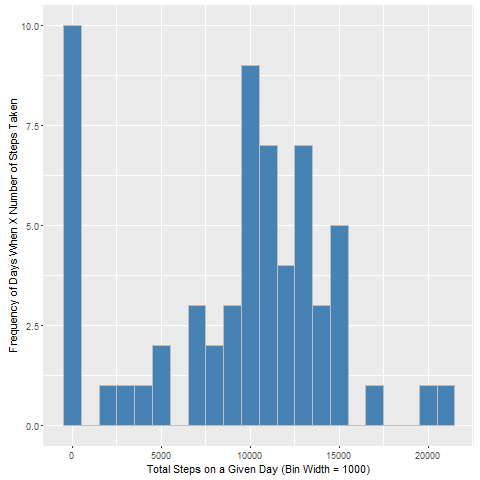 Frequency of Days When X Number of Steps Taken
10.0
7.5
5.0
2.5
0.0
0 5000 10000 15000 20000
Total Steps on a Given Day (Bin Width = 1000)